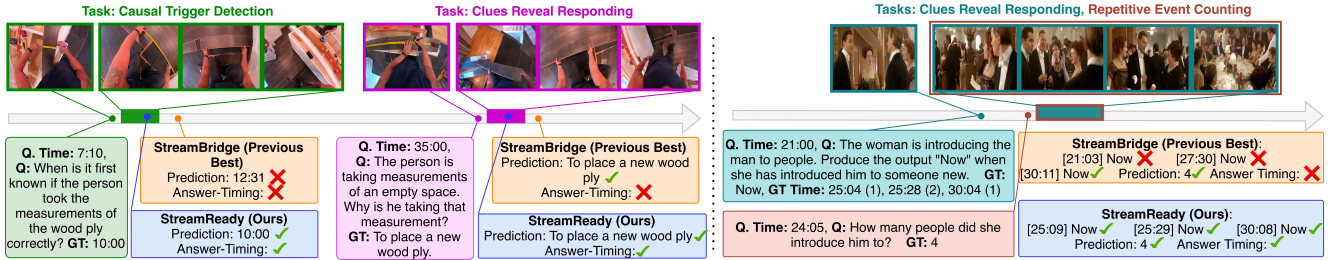 Task: Causal Trigger Detection
Q. Time: 7:10,
Q: When is it first
known if the person
took the
measurements of
the wood ply
correctly? GT: 10:00
StreamBridge (Previous
Best)
Prediction: 12:31
Answer-Timing:
StreamReady (Ours)
Prediction: 10:00
Answer-Timing:
Task: Clues Reveal Responding
Q. Time: 35:00,
Q: The person is
taking measurements
of an empty space.
Why is he taking that
measurement?
GT: To place a new
wood ply.
StreamBridge (Previous Best)
Prediction: To place a new wood
ply
Answer-Timing:
StreamReady (Ours)
Prediction: To place a new wood ply
Answer-Timing:
Tasks: Clues Reveal Responding, Repetitive Event Counting
Q. Time: 21:00, Q: The woman is introducing the
man to people. Produce the output "Now" when
she has introduced him to someone new. GT:
Now, GT Time: 25:04 (1), 25:28 (2), 30:04 (1)
Q. Time: 24:05, Q: How many people did she
introduce him to? GT: 4
StreamBridge (Previous Best):
[21:03] Now [27:30] Now
[30:11] Now Prediction: 4 Answer Timing:
StreamReady (Ours):
[25:09] Now [25:29] Now [30:08] Now
Prediction: 4 Answer Timing: